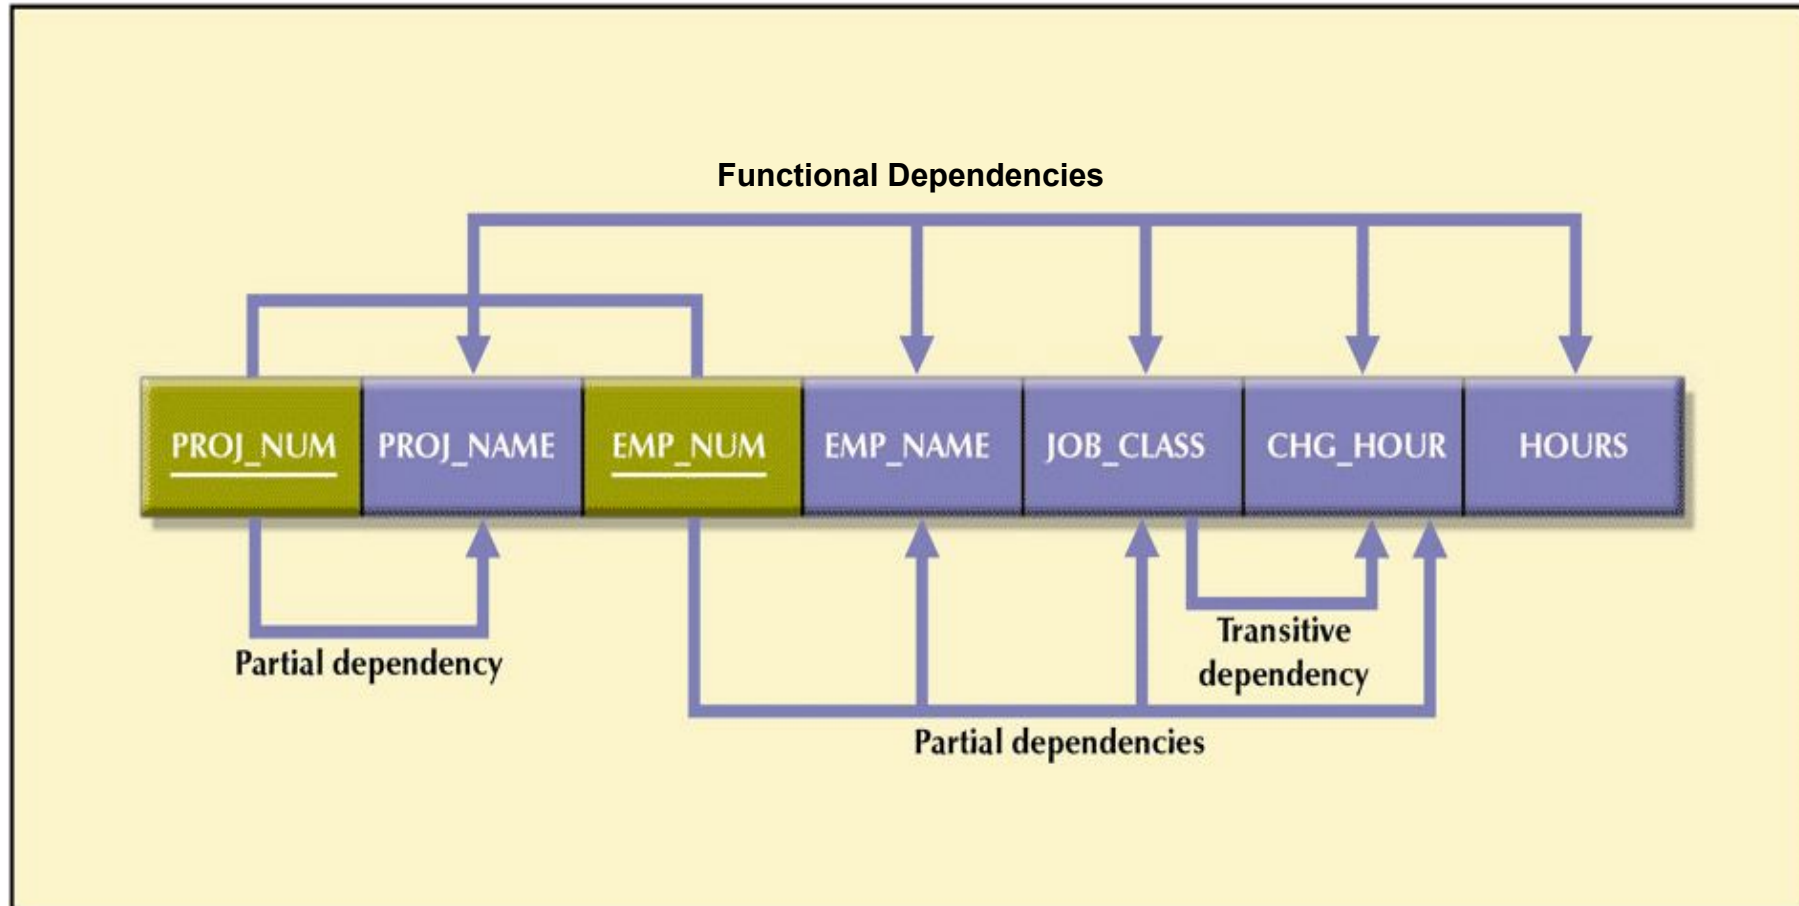 Functional Dependencies
PROJ_NUM PROJ_NAME EMP_NUM EMP_NAME JOB_CLASS CHG_HOUR HOURS
Partial dependency
Transitive
dependency
Partial dependencies